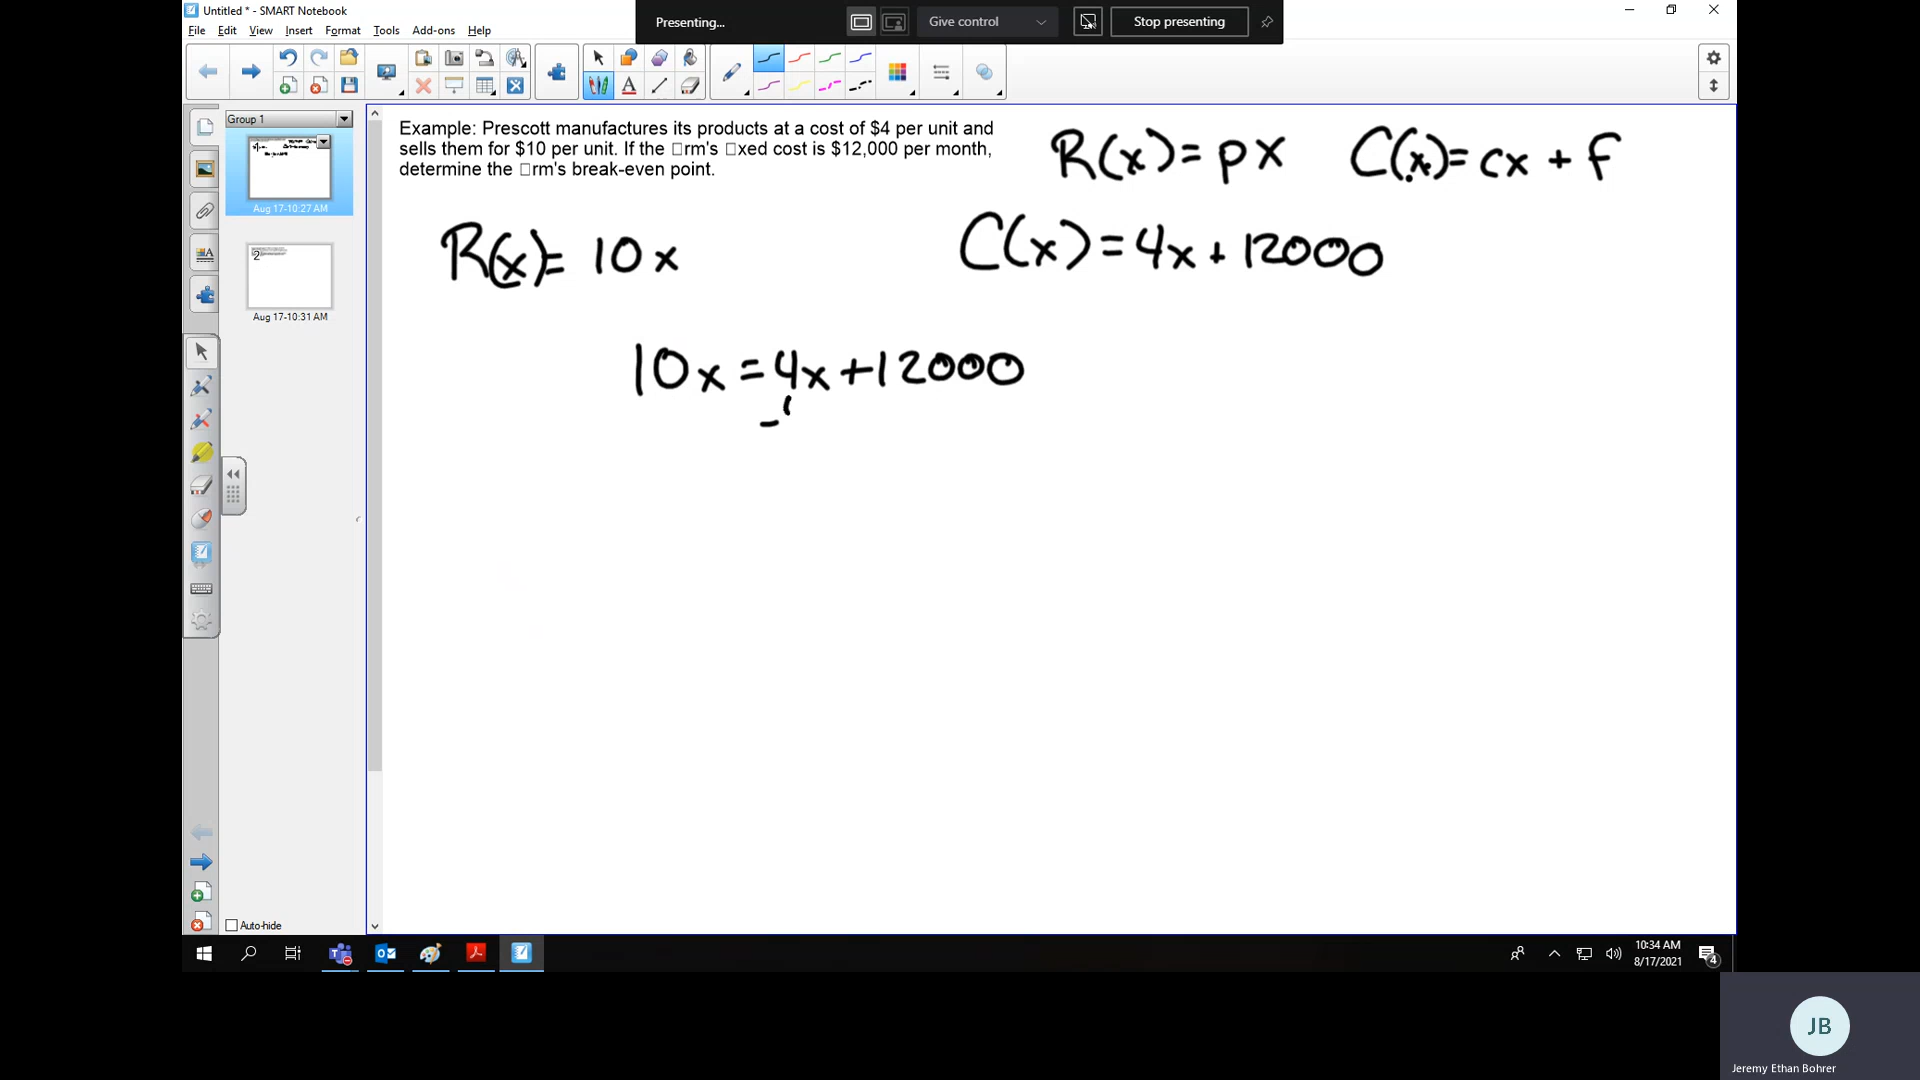 Untitled * - SMART Notebook
Presenting...
Give control
Stop presenting
File Edit View Insert Format Tools Add-ons Help
Group 1
Aug 17-10:27 AM
2
Aug 17-10:31 AM
Auto-hide
Example: Prescott manufactures its products at a cost of $4 per unit and
sells them for $10 per unit. If the □rm's □xed cost is $12,000 per month,
determine the □rm's break-even point.
R(x) = px
C(x) = cx + f
R(x) = 10x
C(x) = 4x + 12000
10x = 4x + 12000
10:34 AM
8/17/2021
4
JB
Jeremy Ethan Bohrer